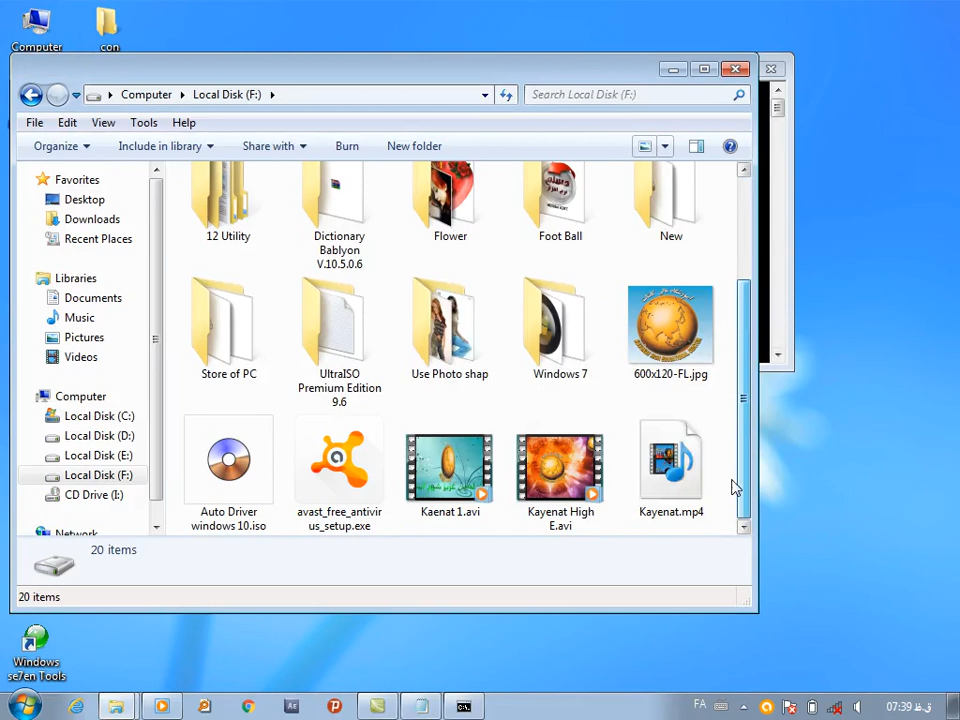 Computer
con
Computer
Local Disk (F:)
Search Local Disk (F:)
File
Edit
View
Tools
Help
Organize
Include in library
Share with
Burn
New folder
Favorites
Desktop
Downloads
Recent Places
Libraries
Documents
Music
Pictures
Videos
Computer
Local Disk (C:)
Local Disk (D:)
Local Disk (E:)
Local Disk (F:)
CD Drive (I:)
Network
12 Utility
Dictionary
Bablyon
V.10.5.0.6
Flower
Foot Ball
New
Store of PC
UltraISO
Premium Edition
9.6
Use Photo shap
Windows 7
600x120-FL.jpg
Auto Driver
windows 10.iso
avast_free_antivir
us_setup.exe
Kaenat 1.avi
Kayenat High
E.avi
Kayenat.mp4
20 items
20 items
Windows
se7en Tools
FA
07:39 ق.ظ